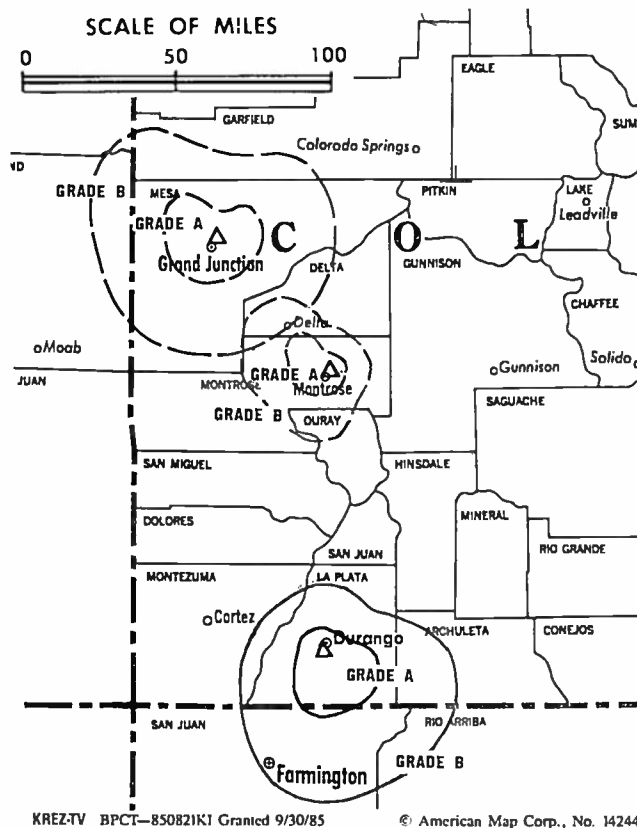 SCALE OF MILES
0 50 100
EAGLE
GARFIELD
SUM
Colorado Springs
ND
GRADE B
MESA
PITKIN
LAKE
Leadville
GRADE A
C O L
Grand Junction
DELTA
GUNNISON
CHAFFEE
Delta
Moab
GRADE A
Gunnison
Salida
JUAN
MONTROSE
Montrose
GRADE B
SAGUACHE
OURAY
SAN MIGUEL
HINSDALE
DOLORES
MINERAL
SAN JUAN
RIO GRANDE
MONTEZUMA
LA PLATA
Cortez
Durango
ARCHULETA
CONEJOS
GRADE A
SAN JUAN
RIO ARRIBA
GRADE B
Farmington
KREZ-TV BPCT—850821KI Granted 9/30/85 © American Map Corp., No. 14244